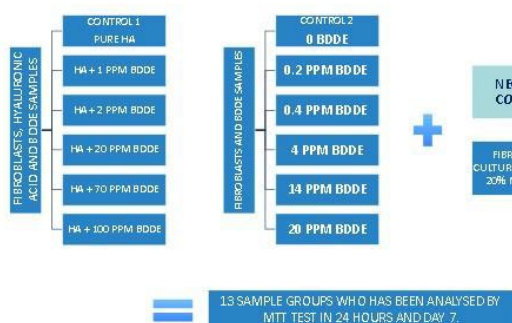 FIBROBLASTS, HYALURONIC
ACID AND BDDE SAMPLES
CONTROL 1
PURE HA
HA + 1 PPM BDDE
HA + 2 PPM BDDE
HA + 20 PPM BDDE
HA + 70 PPM BDDE
HA + 100 PPM BDDE
FIBROBLASTS AND BDDE SAMPLES
CONTROL 2
0 BDDE
0.2 PPM BDDE
0.4 PPM BDDE
4 PPM BDDE
14 PPM BDDE
20 PPM BDDE
20%
13 SAMPLE GROUPS WHO HAS BEEN ANALYSED BY
MTT TEST IN 24 HOURS AND DAY 7.